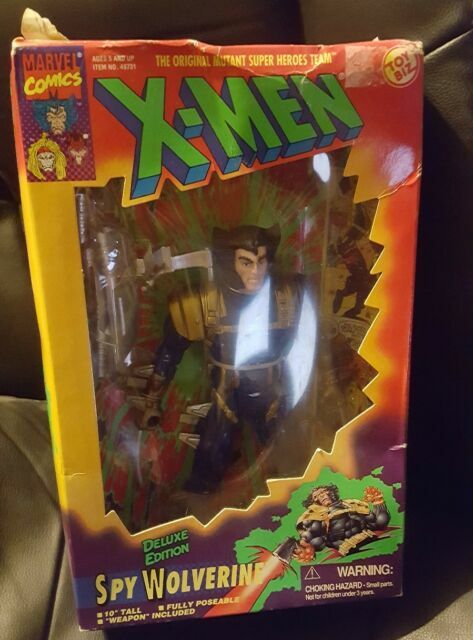 MARVEL
COMICS
AGES 5 AND UP
ITEM NO. 49731
THE ORIGINAL MUTANT SUPER HEROES TEAM
TOY
BIZ
X-MEN
DELUXE
EDITION
SPY WOLVERINE
10" TALL
FULLY POSEABLE
"WEAPON" INCLUDED
WARNING:
CHOKING HAZARD - Small parts.
Not for children under 3 years.